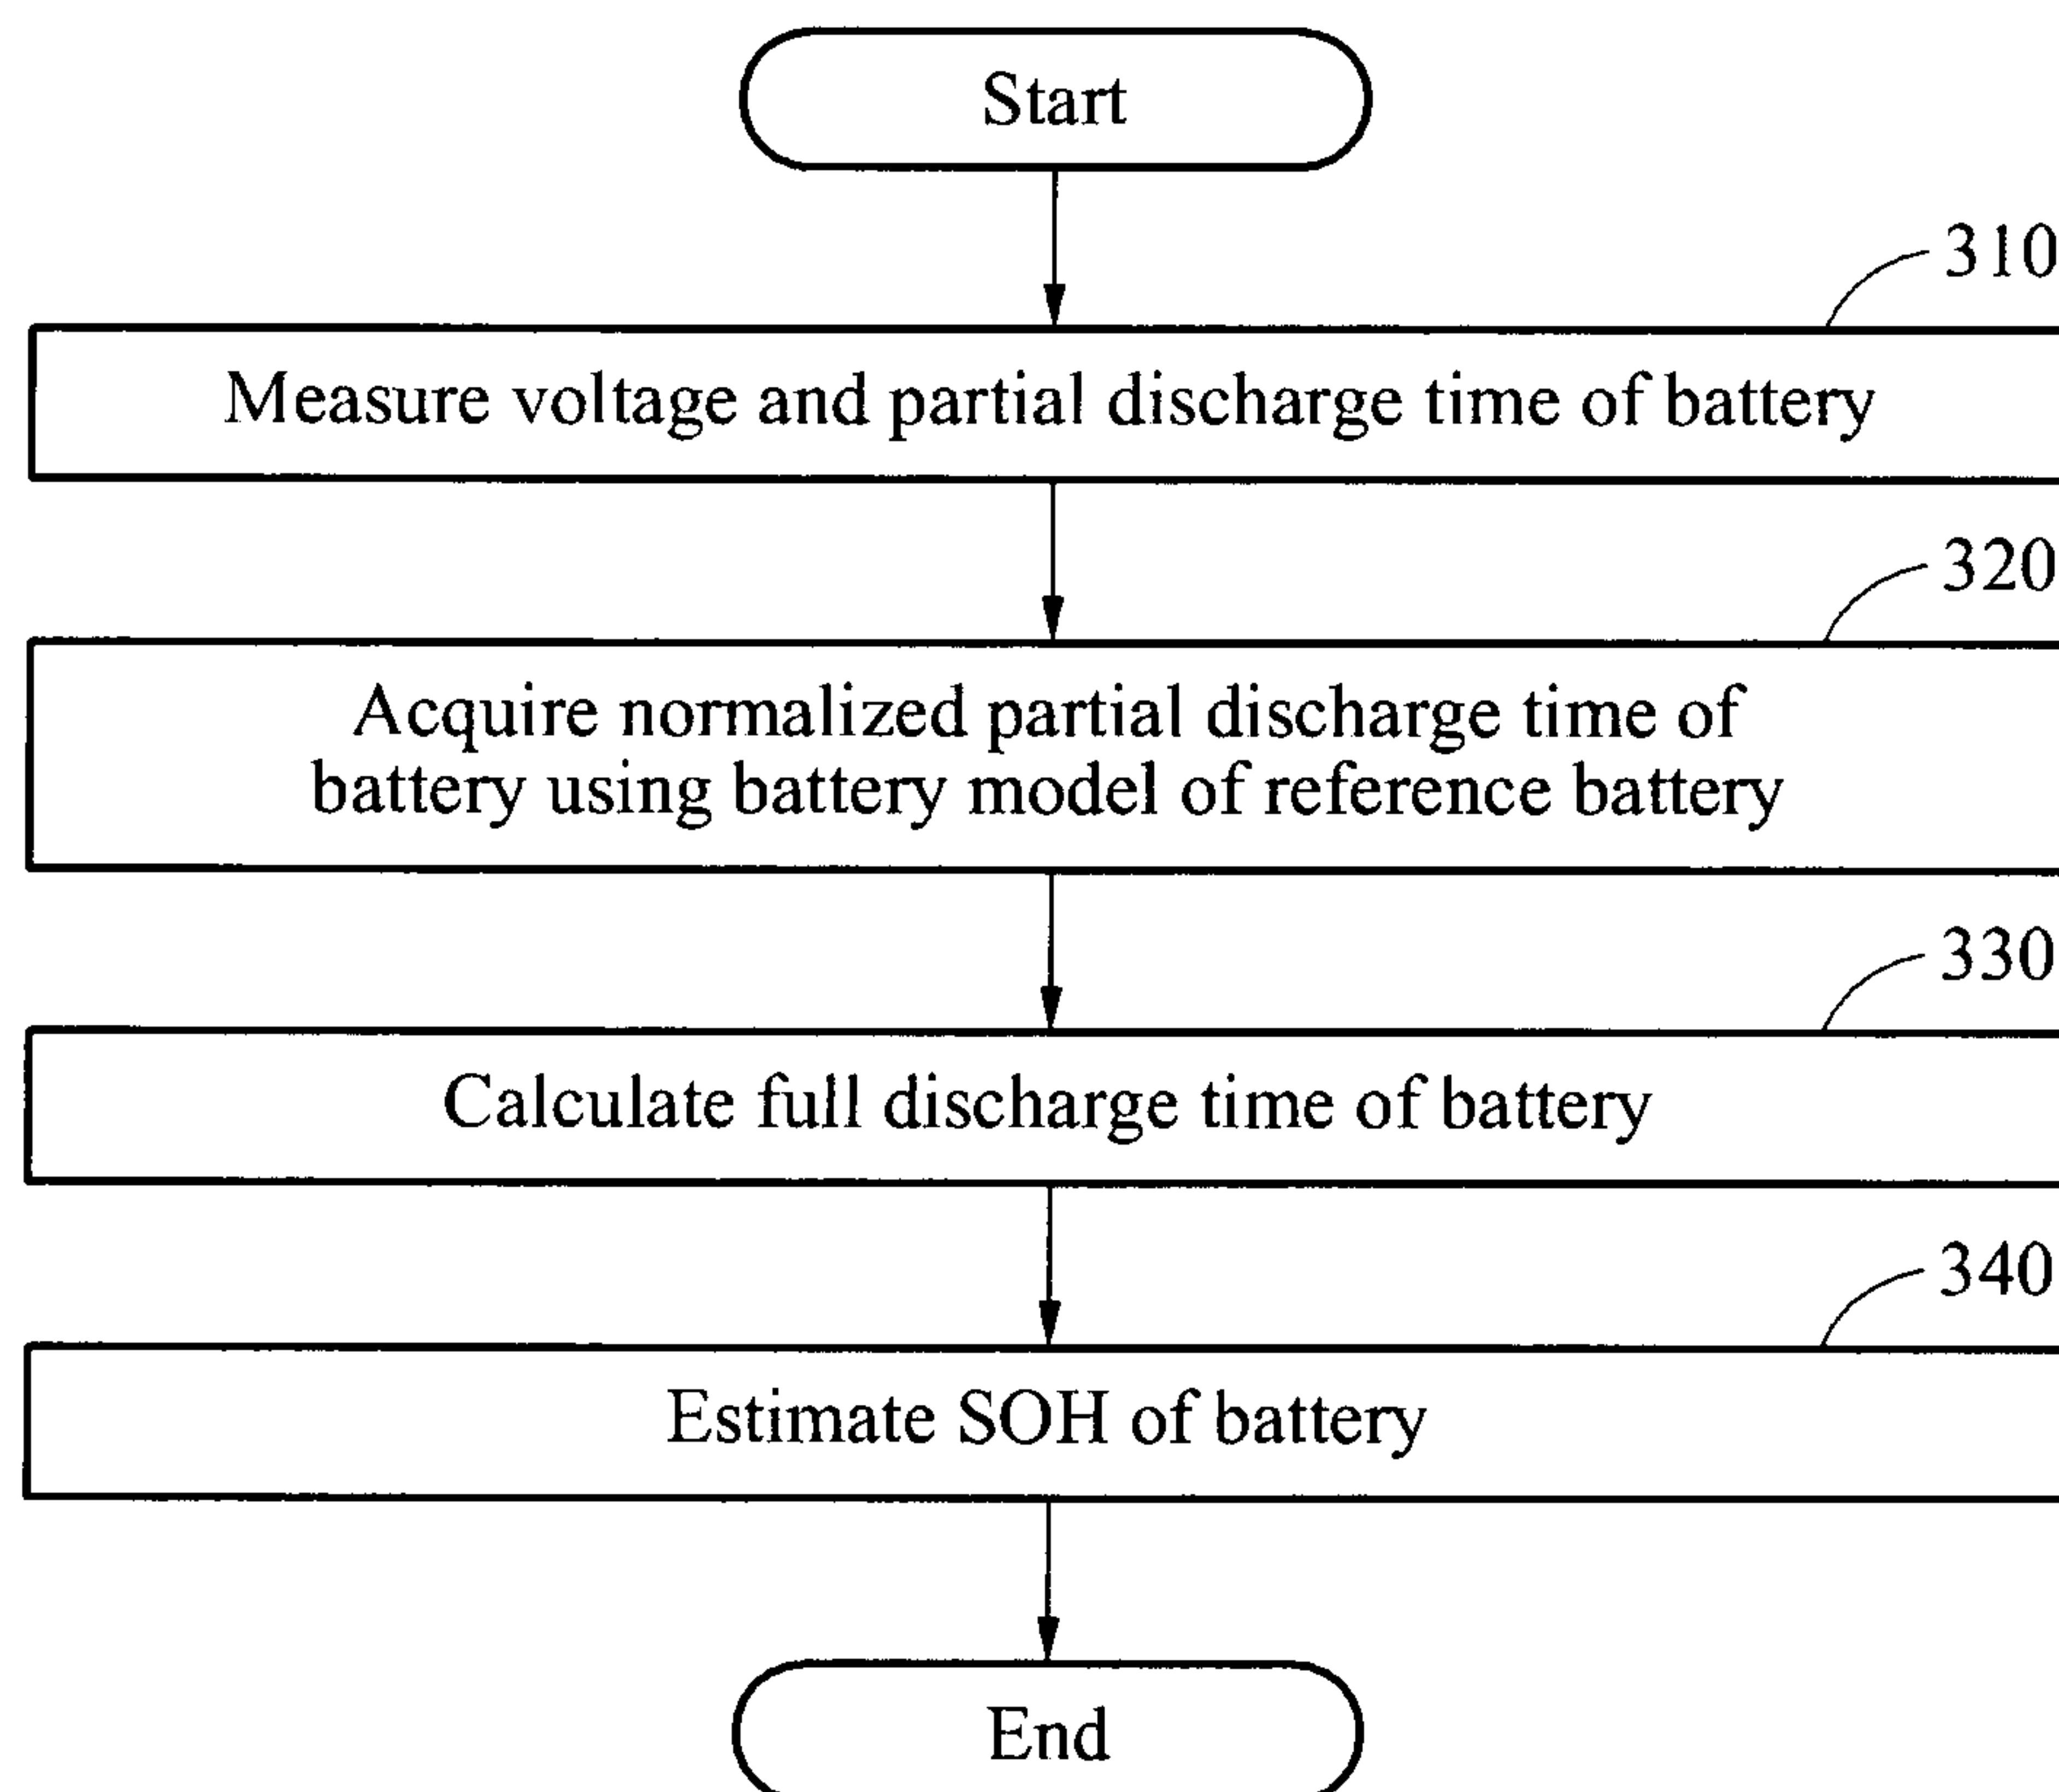 Start
310
Measure voltage and partial discharge time of battery
320
Acquire normalized partial discharge time of
battery using battery model of reference battery
330
Calculate full discharge time of battery
340
Estimate SOH of battery
End